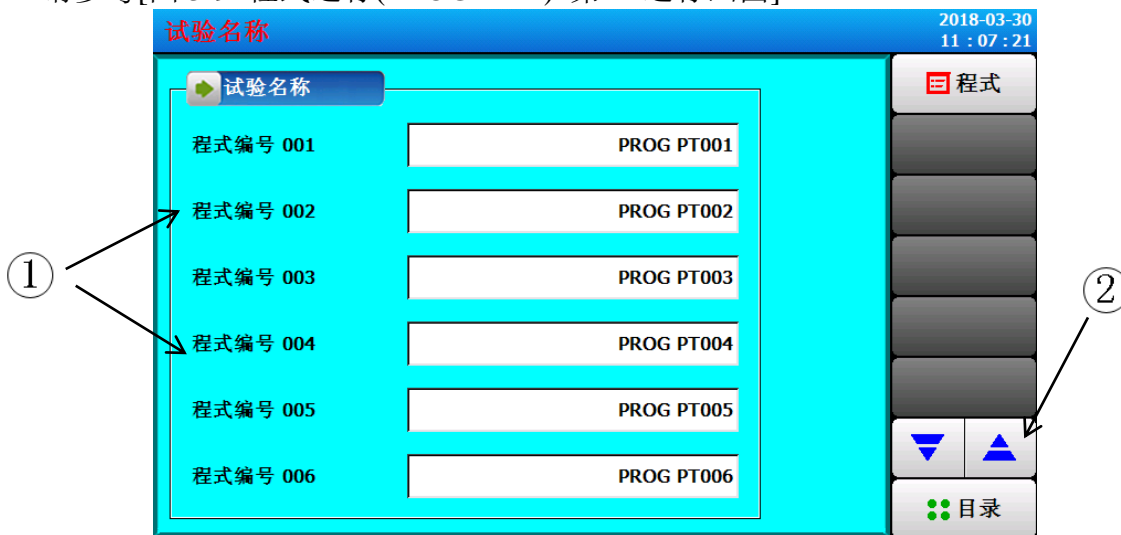 试验名称
2018-03-30
11 : 07 : 21
试验名称
程式
程式编号 001 PROG PT001
程式编号 002 PROG PT002
程式编号 003 PROG PT003
程式编号 004 PROG PT004
程式编号 005 PROG PT005
程式编号 006 PROG PT006
目录
①
②